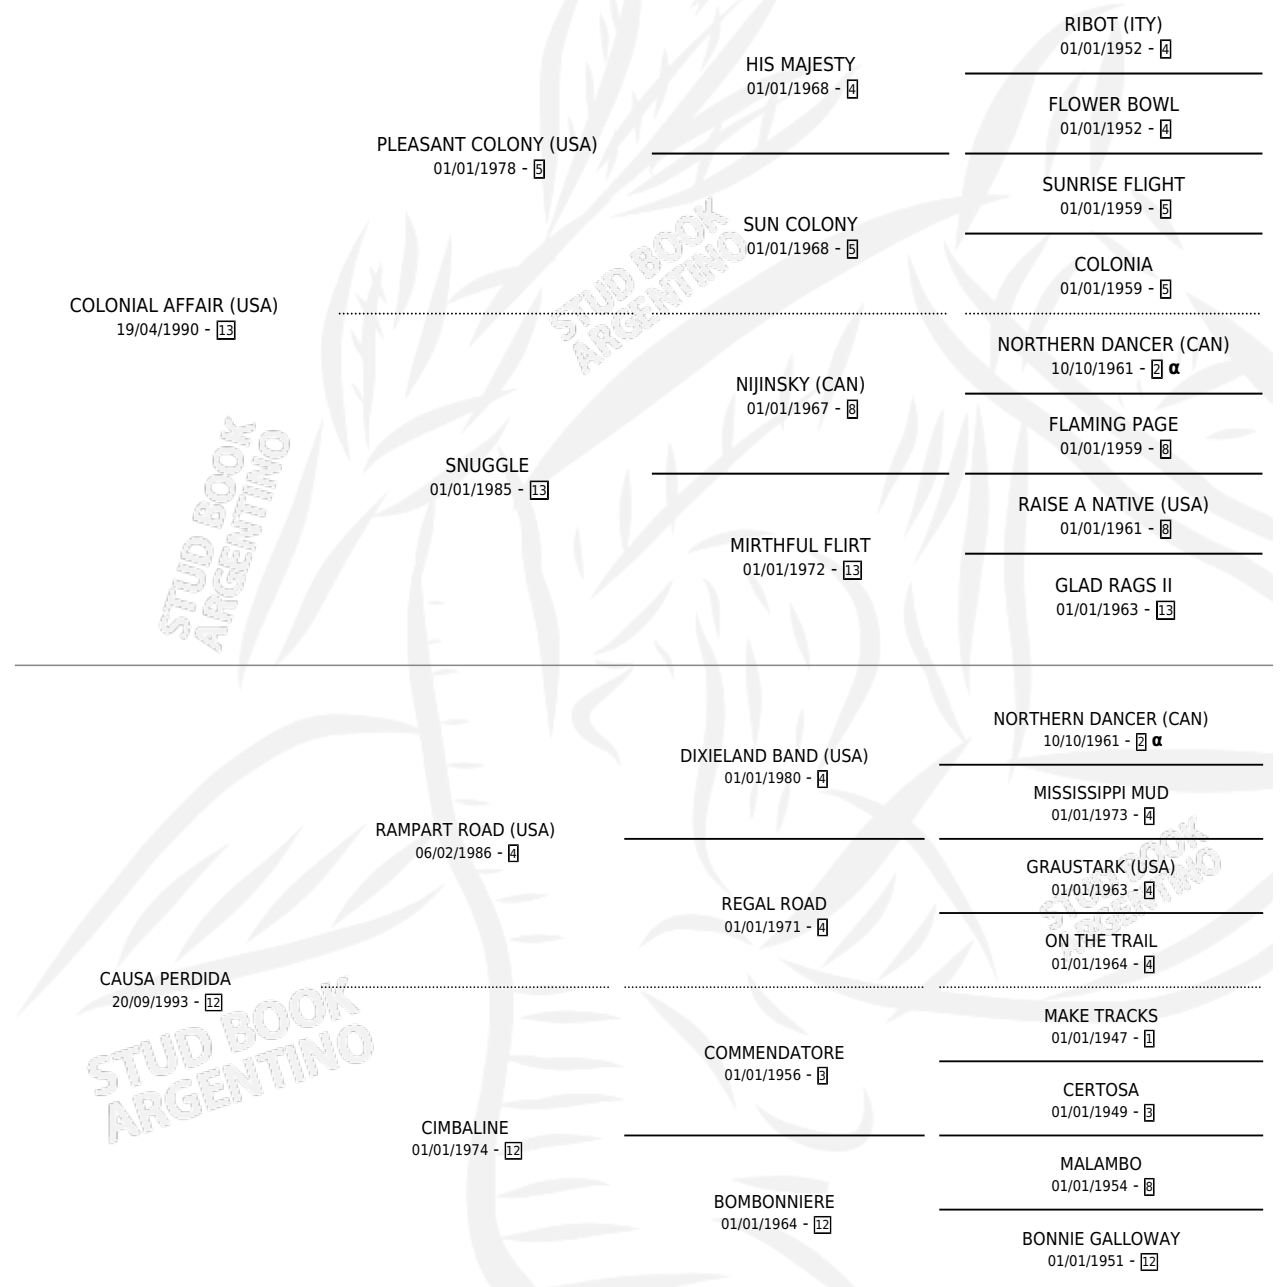 RIBOT (ITY)
01/01/1952 - 4
HIS MAJESTY
01/01/1968 - 4
FLOWER BOWL
01/01/1952 - 4
PLEASANT COLONY (USA)
01/01/1978 - 5
SUNRISE FLIGHT
01/01/1959 - 5
SUN COLONY
01/01/1968 - 5
COLONIA
01/01/1959 - 5
COLONIAL AFFAIR (USA)
19/04/1990 - 13
NORTHERN DANCER (CAN)
10/10/1961 - 2 α
NIJINSKY (CAN)
01/01/1967 - 8
FLAMING PAGE
01/01/1959 - 8
SNUGGLE
01/01/1985 - 13
RAISE A NATIVE (USA)
01/01/1961 - 8
MIRTHFUL FLIRT
01/01/1972 - 13
GLAD RAGS II
01/01/1963 - 13
NORTHERN DANCER (CAN)
10/10/1961 - 2 α
DIXIELAND BAND (USA)
01/01/1980 - 4
MISSISSIPPI MUD
01/01/1973 - 4
RAMPART ROAD (USA)
06/02/1986 - 4
GRAUSTARK (USA)
01/01/1963 - 4
REGAL ROAD
01/01/1971 - 4
ON THE TRAIL
01/01/1964 - 4
CAUSA PERDIDA
20/09/1993 - 12
MAKE TRACKS
01/01/1947 - 1
COMMENDATORE
01/01/1956 - 3
CERTOSA
01/01/1949 - 3
CIMBALINE
01/01/1974 - 12
MALAMBO
01/01/1954 - 8
BOMBONNIERE
01/01/1964 - 12
BONNIE GALLOWAY
01/01/1951 - 12
STUD BOOK
ARGENTINO
STUD BOOK
ARGENTINO
STUD BOOK
ARGENTINO
STUD BOOK
ARGENTINO